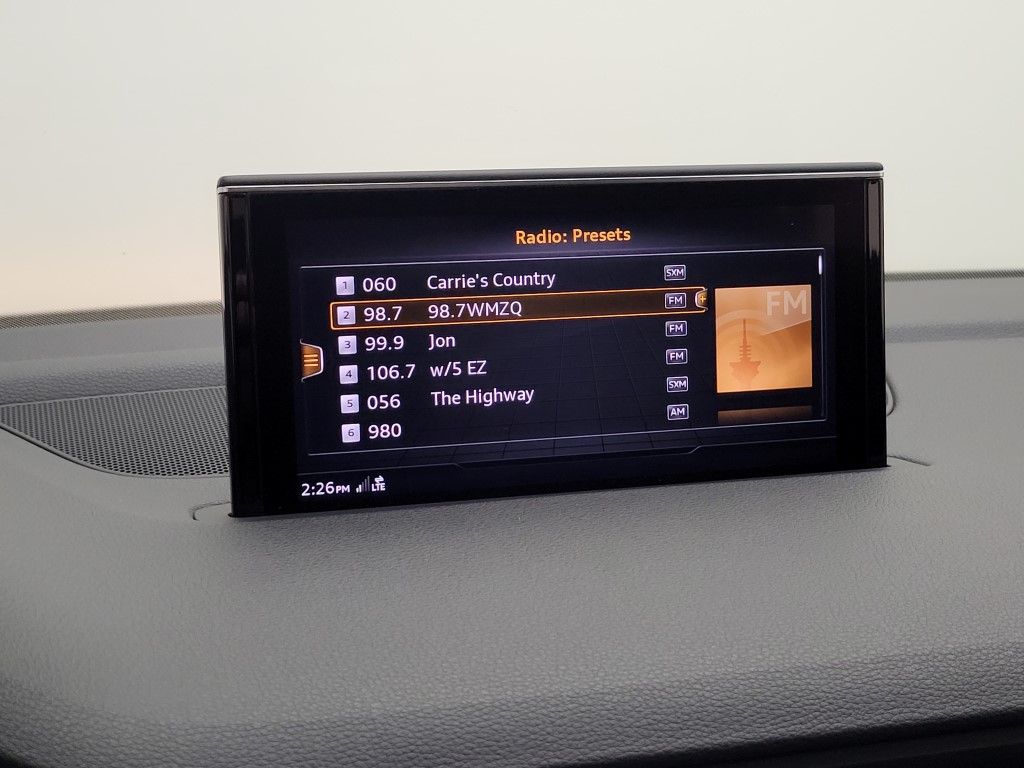 Radio: Presets
1 060 Carrie's Country SXM
2 98.7 98.7WMZQ FM
3 99.9 Jon FM
4 106.7 w/5 EZ FM
5 056 The Highway SXM
6 980 AM
FM
2:26PM LTE